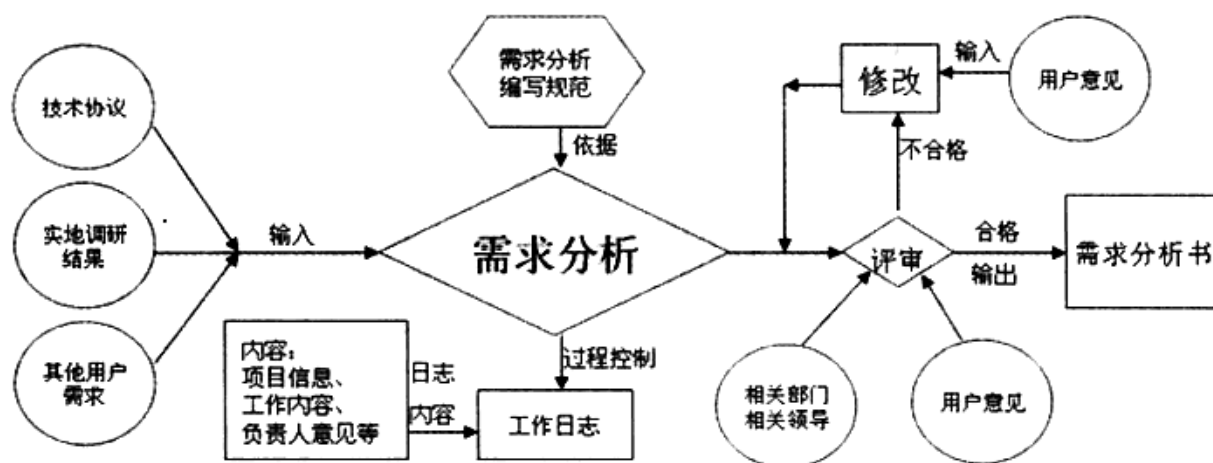 技术协议
实地调研
结果
其他用户
需求
输入
需求分析
编写规范
依据
需求分析
过程控制
工作日志
内容：
项目信息、
工作内容、
负责人意见等
日志
内容
修改
输入
用户意见
不合格
评审
合格
输出
需求分析书
相关部门
相关领导
用户意见